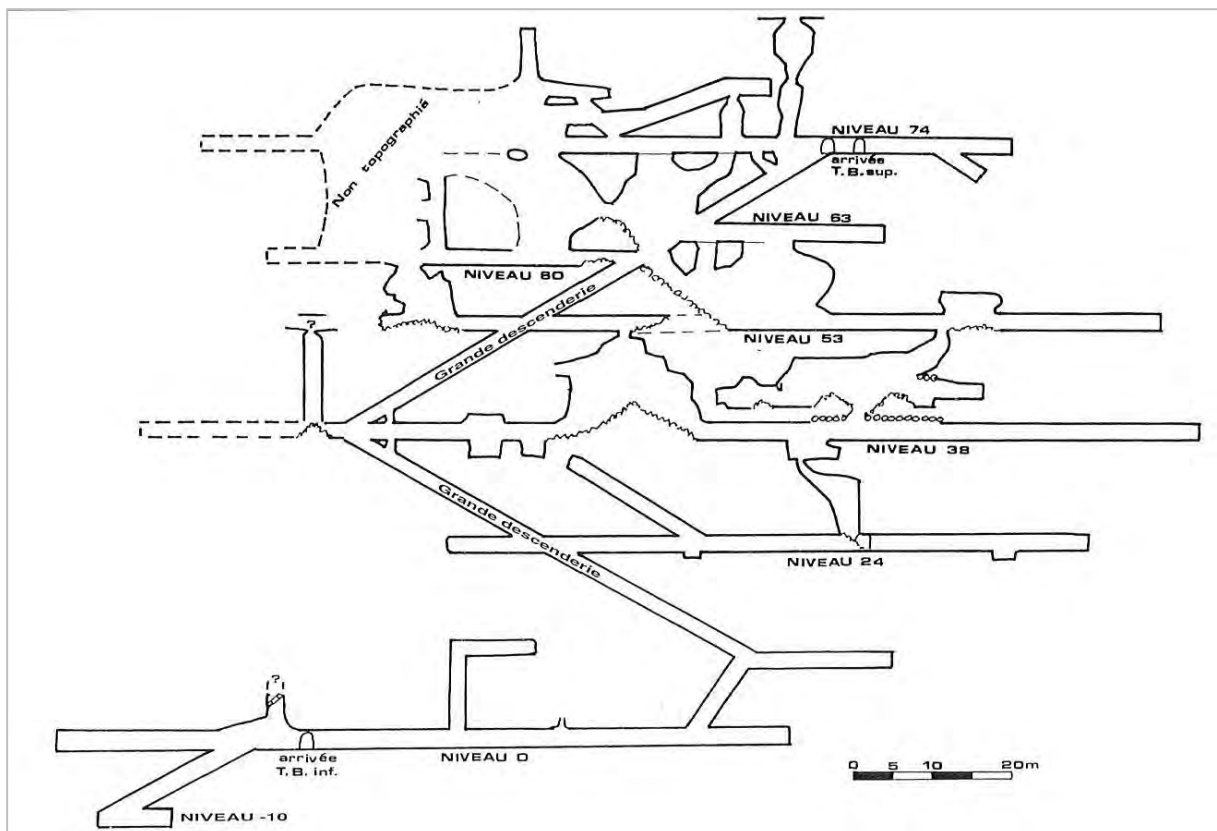 Non topographié
NIVEAU 74
arrivée
T.B.sup.
NIVEAU 63
NIVEAU 80
?
Grande descenderie
NIVEAU 53
NIVEAU 38
Grande descenderie
NIVEAU 24
?
arrivée
T.B. inf.
NIVEAU 0
0 5 10 20m
NIVEAU -10